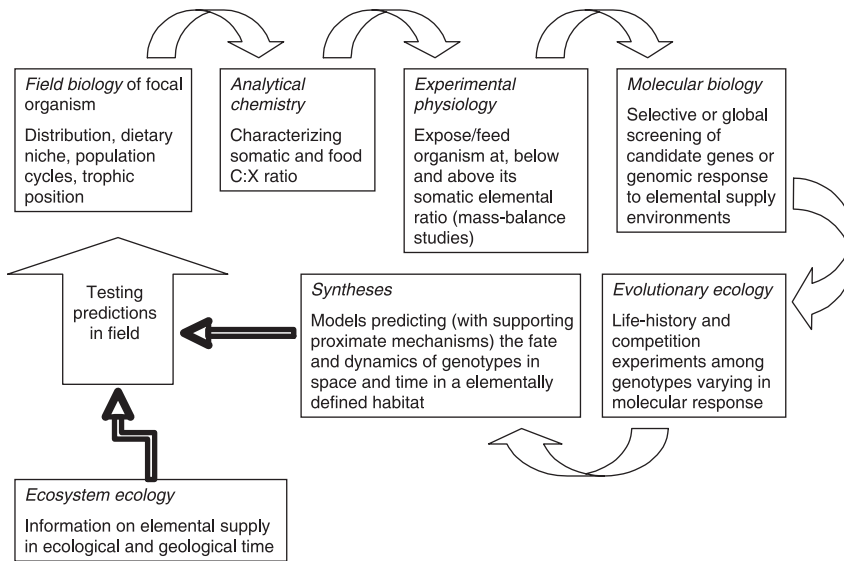 Field biology of focal
organism
Distribution, dietary
niche, population
cycles, trophic
position
Analytical
chemistry
Characterizing
somatic and food
C:X ratio
Experimental
physiology
Expose/feed
organism at, below
and above its
somatic elemental
ratio (mass-balance
studies)
Molecular biology
Selective or global
screening of
candidate genes or
genomic response
to elemental supply
environments
Evolutionary ecology
Life-history and
competition
experiments among
genotypes varying in
molecular response
Syntheses
Models predicting (with supporting
proximate mechanisms) the fate
and dynamics of genotypes in
space and time in a elementally
defined habitat
Testing
predictions
in field
Ecosystem ecology
Information on elemental supply
in ecological and geological time